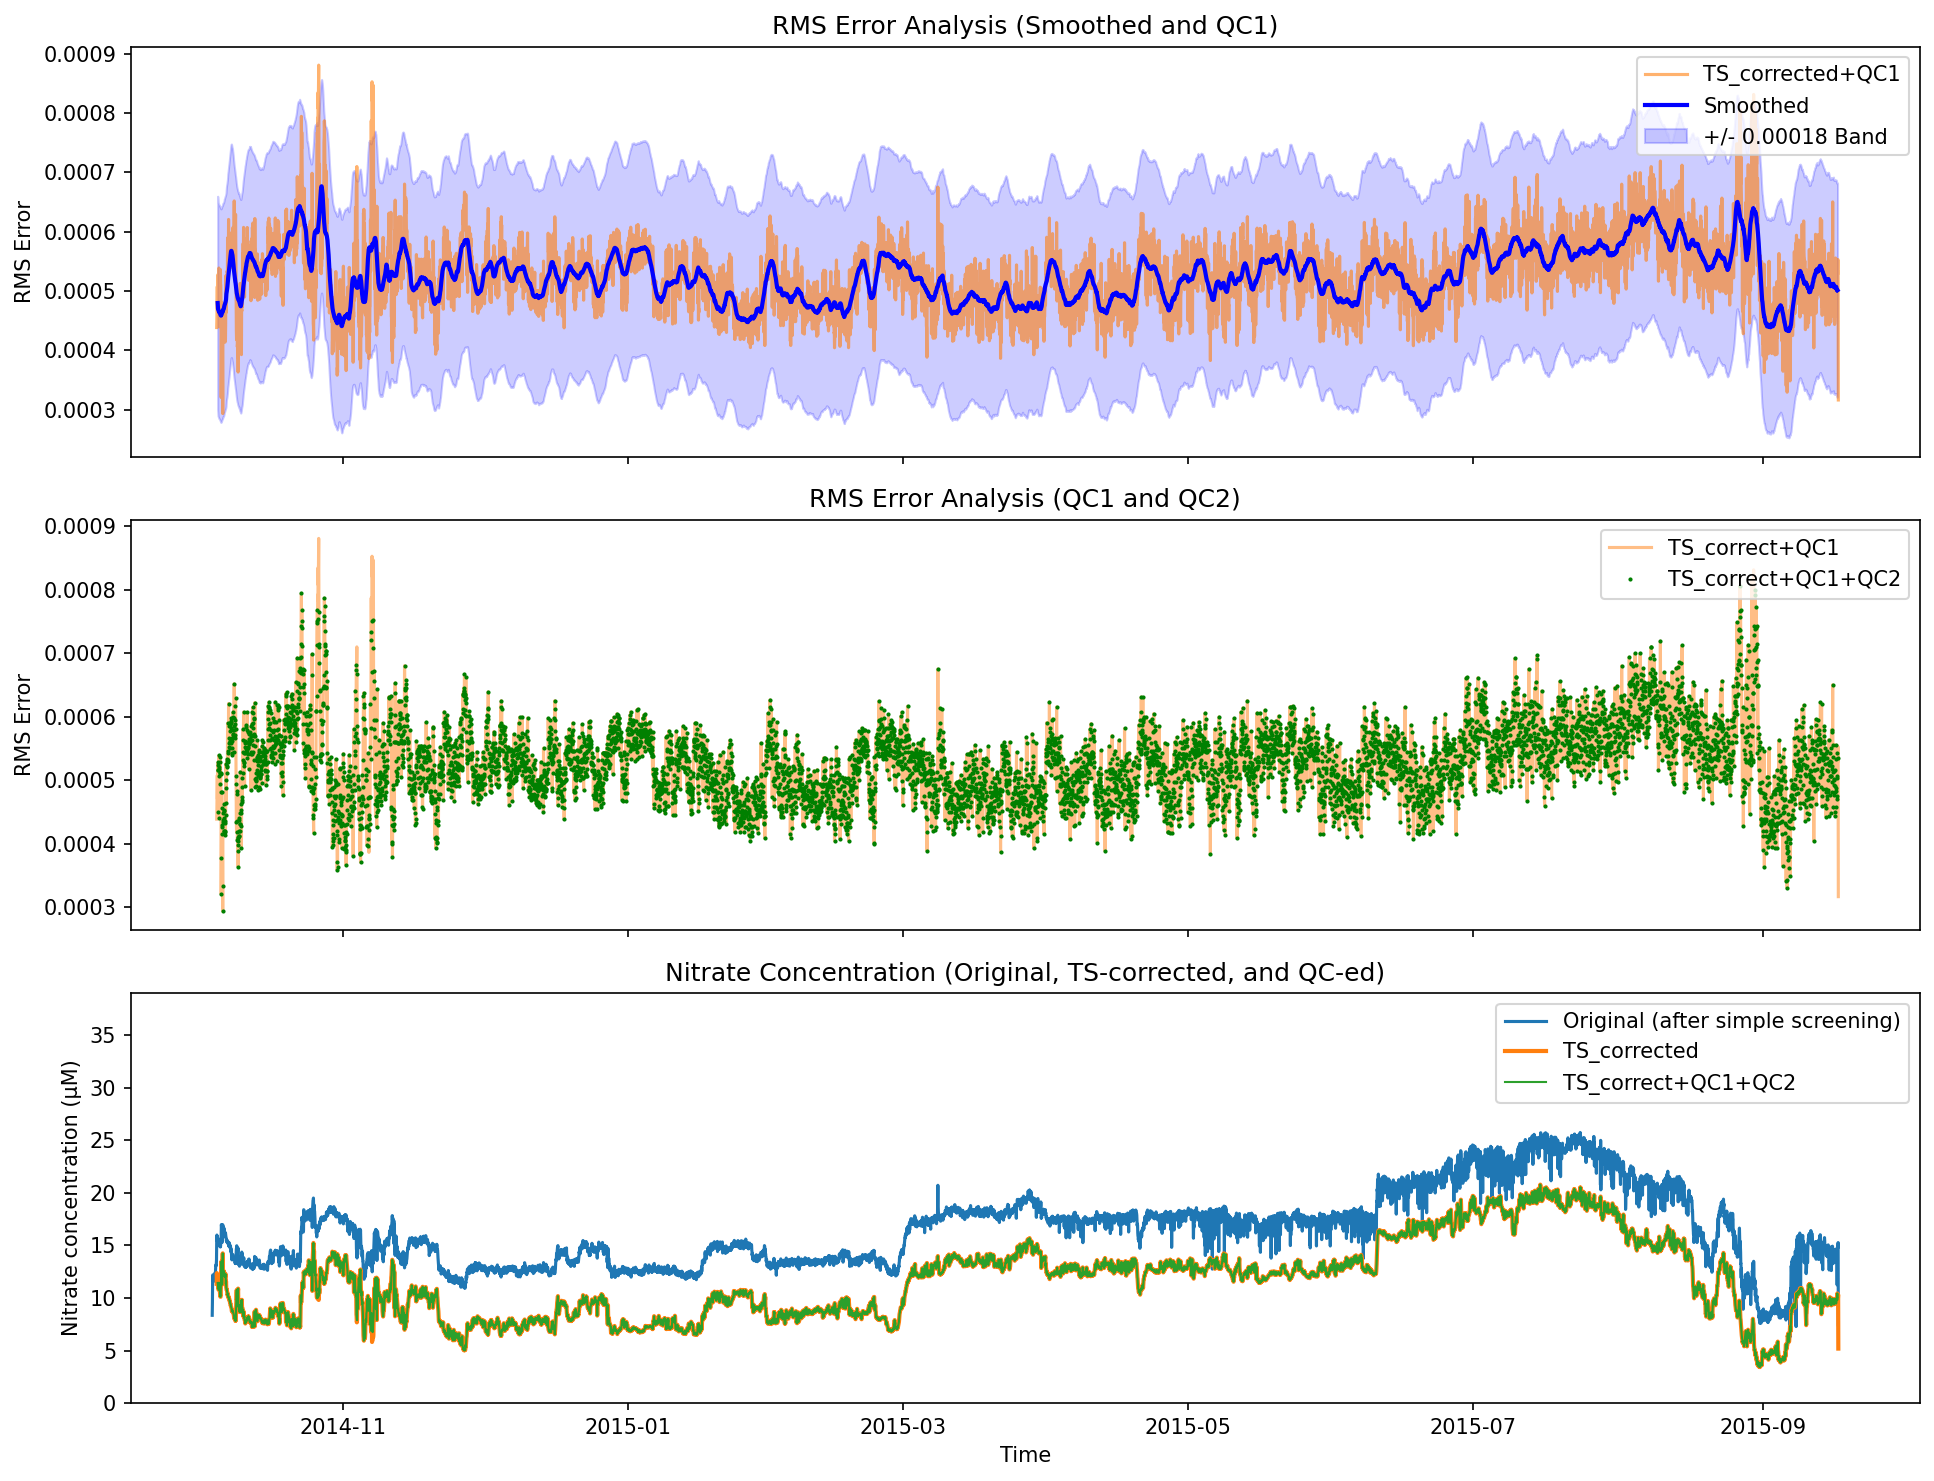 RMS Error Analysis (Smoothed and QC1)
0.0009
0.0008
0.0007
0.0006
0.0005
0.0004
0.0003
RMS Error
TS_corrected+QC1
Smoothed
+/- 0.00018 Band
RMS Error Analysis (QC1 and QC2)
0.0009
0.0008
0.0007
0.0006
0.0005
0.0004
0.0003
RMS Error
TS_correct+QC1
TS_correct+QC1+QC2
Nitrate Concentration (Original, TS-corrected, and QC-ed)
35
30
25
20
15
10
5
0
Nitrate concentration (µM)
Original (after simple screening)
TS_corrected
TS_correct+QC1+QC2
2014-11 2015-01 2015-03 2015-05 2015-07 2015-09
Time